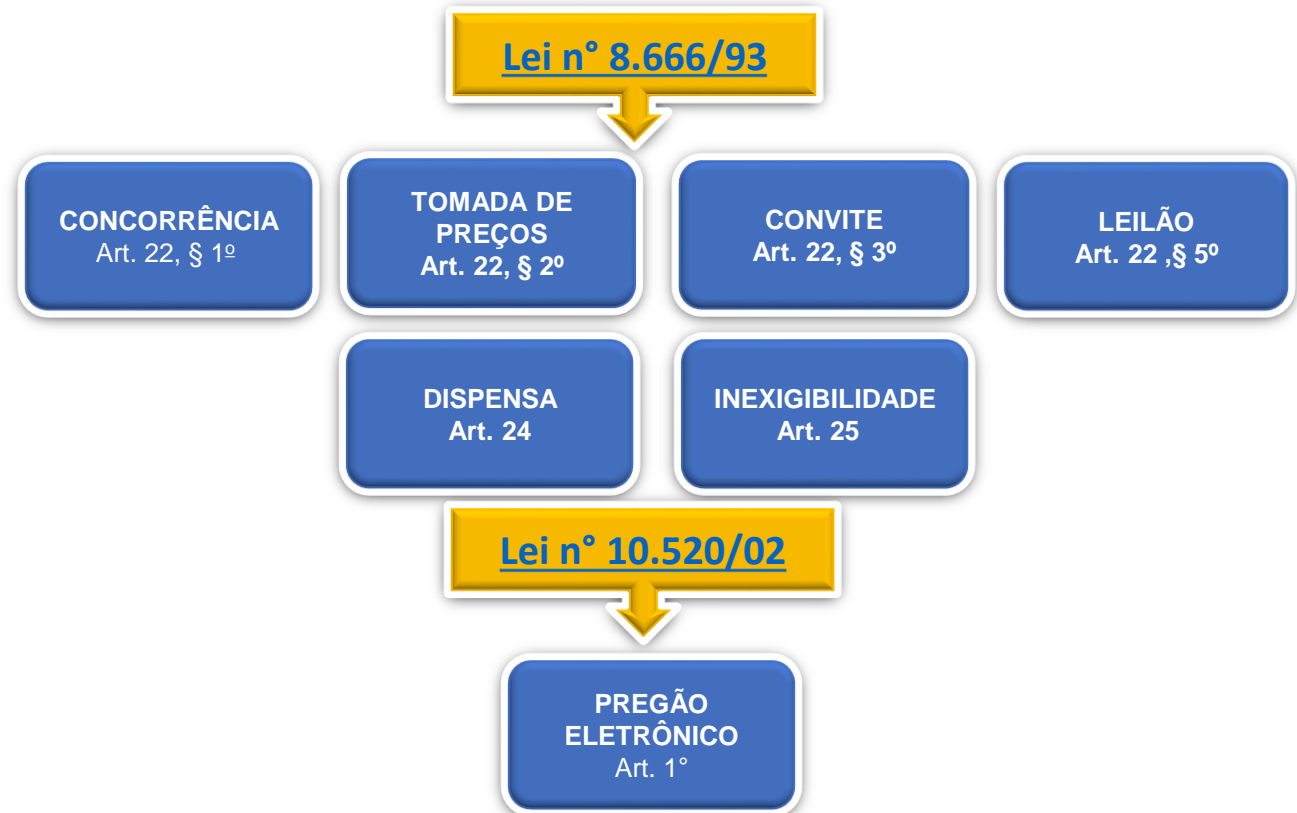 Lei n° 8.666/93
CONCORRÊNCIA
Art. 22, § 1º
TOMADA DE
PREÇOS
Art. 22, § 2º
CONVITE
Art. 22, § 3º
LEILÃO
Art. 22 ,§ 5º
DISPENSA
Art. 24
INEXIGIBILIDADE
Art. 25
Lei n° 10.520/02
PREGÃO
ELETRÔNICO
Art. 1°